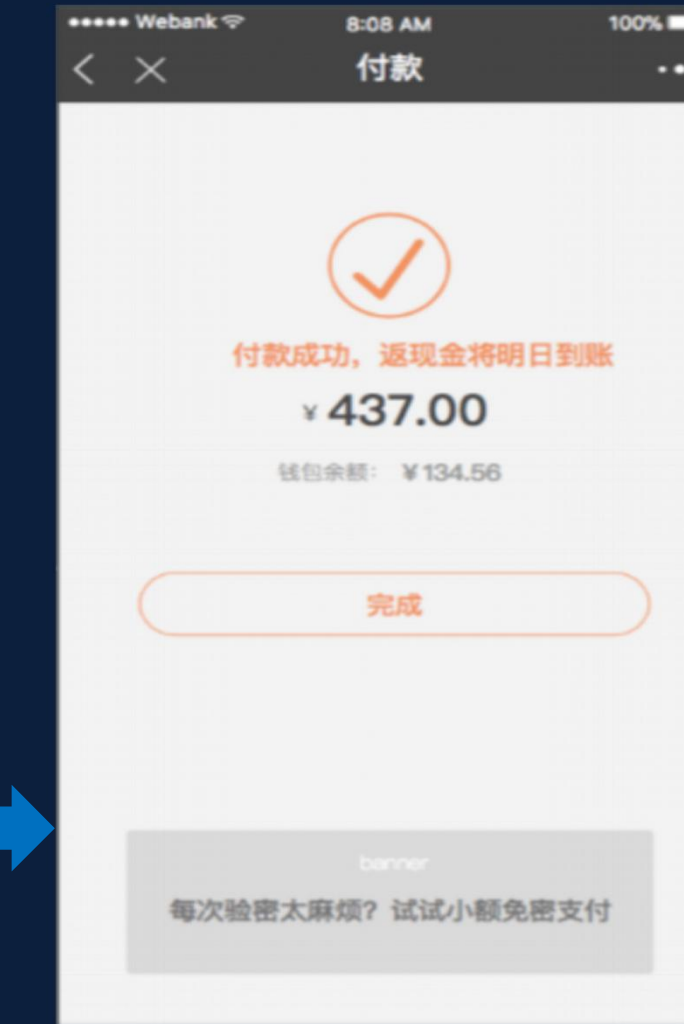 ●●●●● Webank 8:08 AM 100%
付款
付款成功，返现金将明日到账
¥ 437.00
钱包余额： ¥134.56
完成
banner
每次验密太麻烦？试试小额免密支付